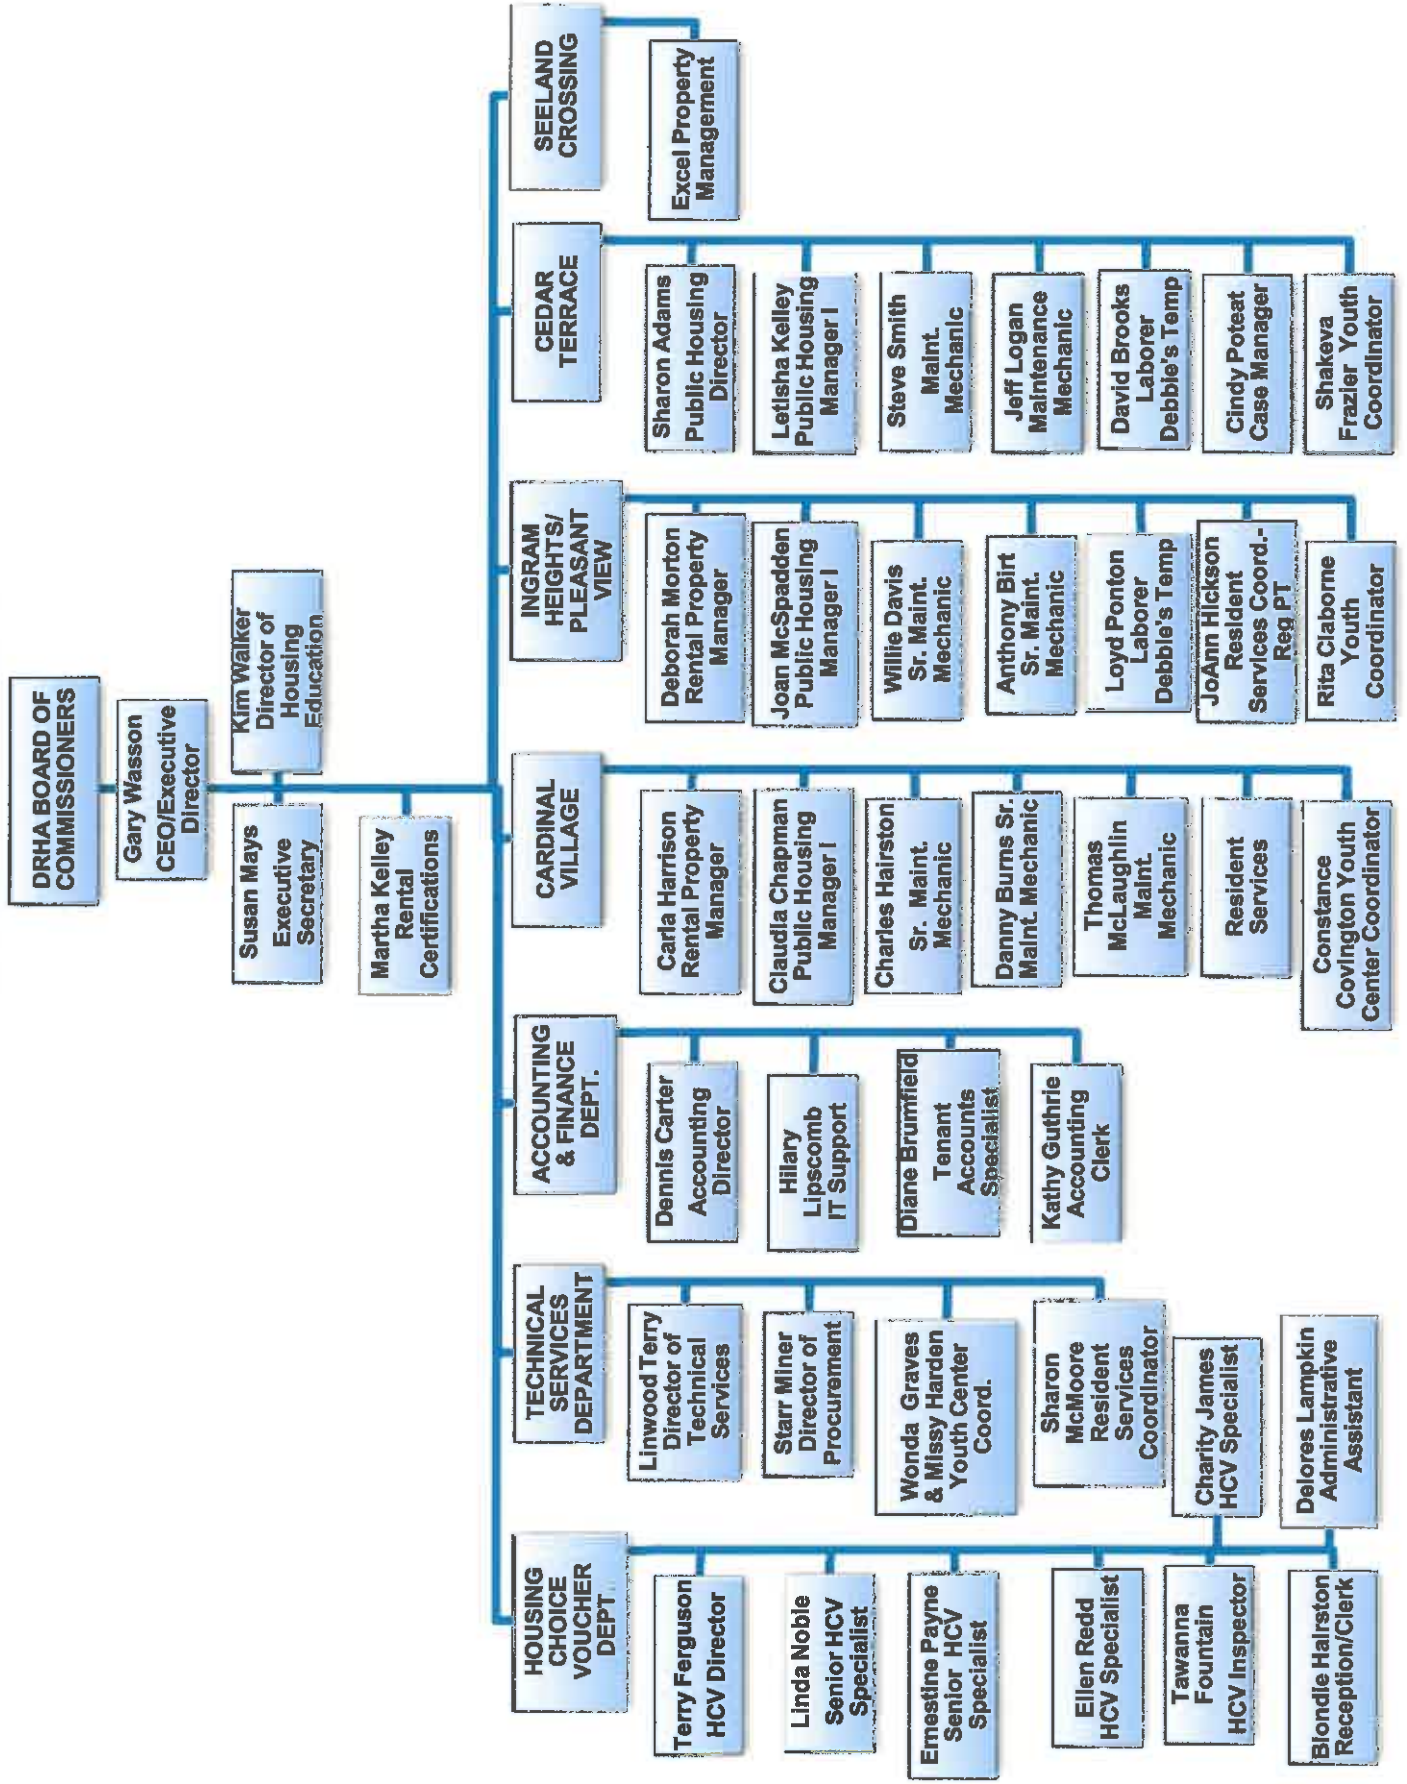 DRHA BOARD OF
COMMISSIONERS
Gary Wasson
CEO/Executive
Director
Susan Mays
Executive
Secretary
Kim Walker
Director of
Housing
Education
Martha Kelley
Rental
Certifications
HOUSING
CHOICE
VOUCHER
DEPT.
Terry Ferguson
HCV Director
Linda Noble
Senior HCV
Specialist
Ernestine Payne
Senior HCV
Specialist
Ellen Redd
HCV Specialist
Charity James
HCV Specialist
Tawanna
Fountain
HCV Inspector
Delores Lampkin
Administrative
Assistant
Blondie Hairston
Reception/Clerk
TECHNICAL
SERVICES
DEPARTMENT
Linwood Terry
Director of
Technical
Services
Starr Miner
Director of
Procurement
Wonda Graves
& Missy Harden
Youth Center
Coord.
Sharon
McMoore
Resident
Services
Coordinator
ACCOUNTING
& FINANCE
DEPT.
Dennis Carter
Accounting
Director
Hilary
Lipscomb
IT Support
Diane Brumfield
Tenant
Accounts
Specialist
Kathy Guthrie
Accounting
Clerk
CARDINAL
VILLAGE
Carla Harrison
Rental Property
Manager
Claudia Chapman
Public Housing
Manager I
Charles Hairston
Sr. Maint.
Mechanic
Danny Burns Sr.
Maint. Mechanic
Thomas
McLaughlin
Maint.
Mechanic
Resident
Services
Constance
Covington Youth
Center Coordinator
INGRAM
HEIGHTS/
PLEASANT
VIEW
Deborah Morton
Rental Property
Manager
Joan McSpadden
Public Housing
Manager I
Willie Davis
Sr. Maint.
Mechanic
Anthony Birt
Sr. Maint.
Mechanic
Loyd Ponton
Laborer
Debbie's Temp
JoAnn Hickson
Resident
Services Coord.-
Reg PT
Rita Claborne
Youth
Coordinator
CEDAR
TERRACE
Sharon Adams
Public Housing
Director
Letisha Kelley
Public Housing
Manager I
Steve Smith
Maint.
Mechanic
Jeff Logan
Maintenance
Mechanic
David Brooks
Laborer
Debbie's Temp
Cindy Poteat
Case Manager
Shakeva
Frazier Youth
Coordinator
SEELAND
CROSSING
Excel Property
Management